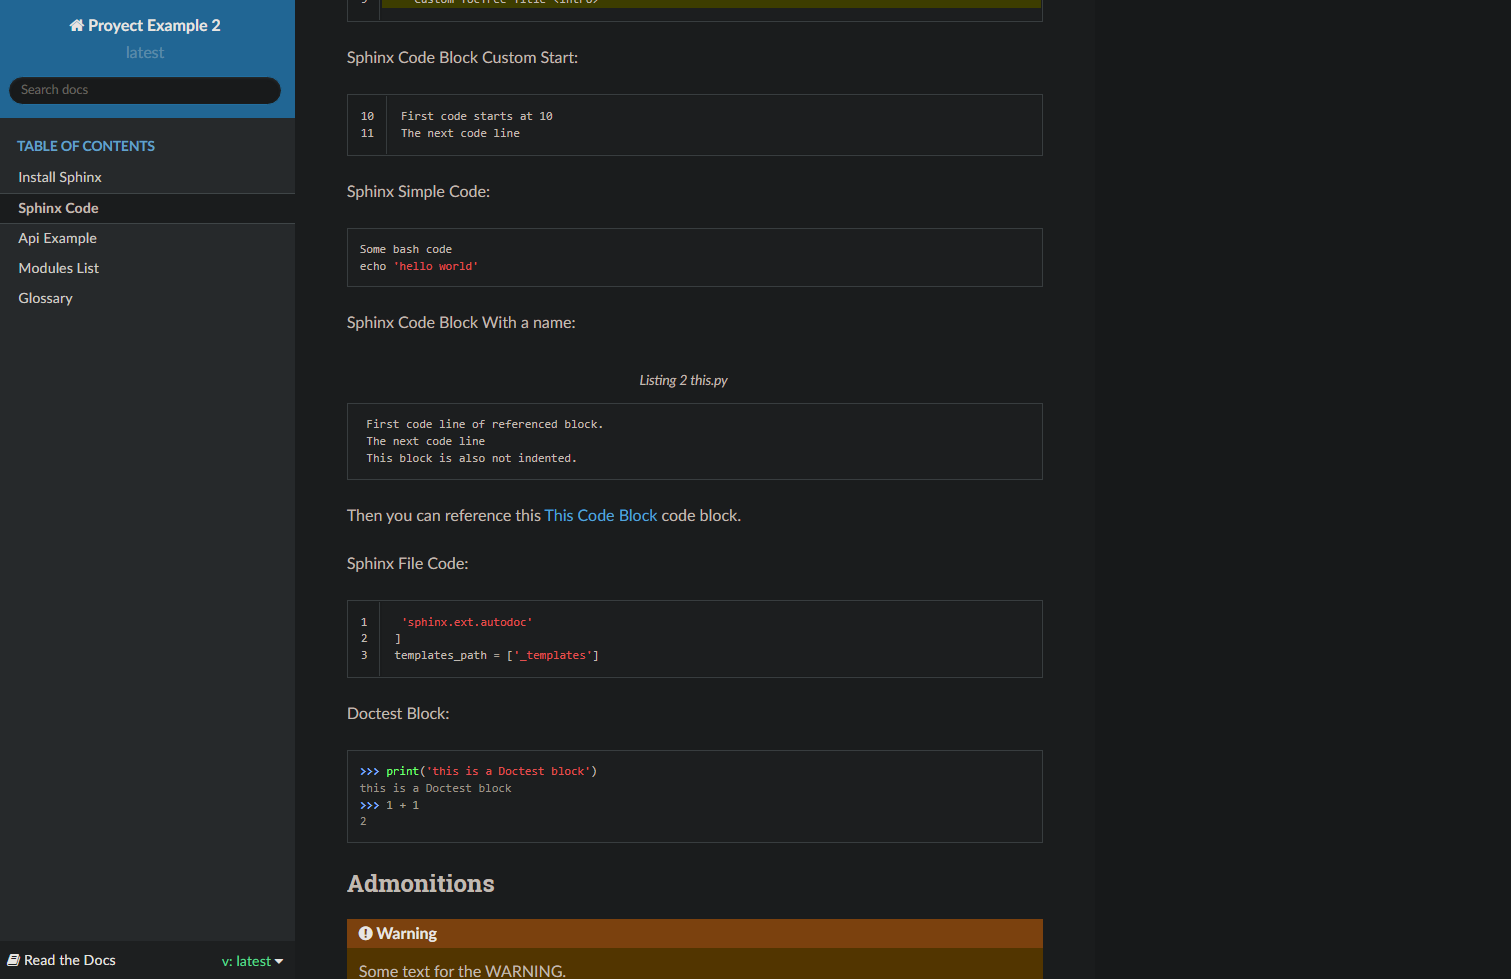 Proyect Example 2
latest
Search docs
TABLE OF CONTENTS
Install Sphinx
Sphinx Code
Api Example
Modules List
Glossary
Read the Docs
v: latest
Sphinx Code Block Custom Start:
10 First code starts at 10
11 The next code line
Sphinx Simple Code:
Some bash code
echo 'hello world'
Sphinx Code Block With a name:
Listing 2 this.py
First code line of referenced block.
The next code line
This block is also not indented.
Then you can reference this This Code Block code block.
Sphinx File Code:
1 'sphinx.ext.autodoc'
2 ]
3 templates_path = ['_templates']
Doctest Block:
>>> print('this is a Doctest block')
this is a Doctest block
>>> 1 + 1
2
Admonitions
Warning
Some text for the WARNING.